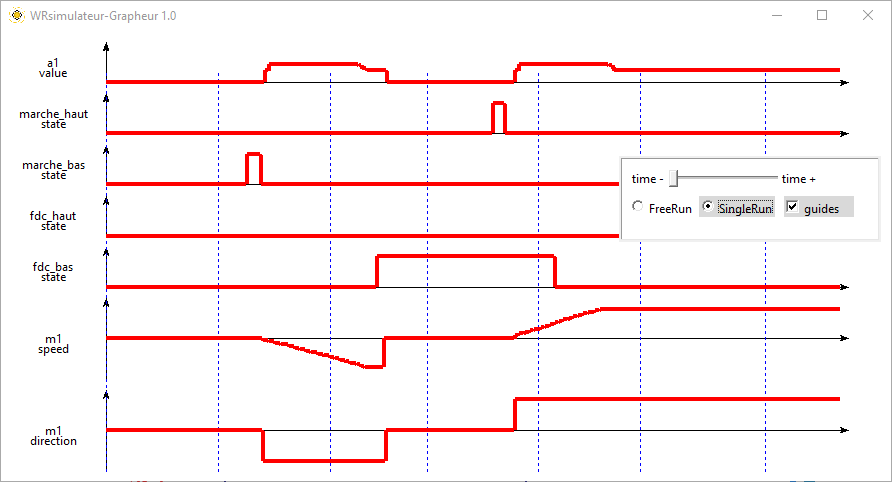 WRsimulateur-Grapheur 1.0
a1
value
marche_haut
state
marche_bas
state
time -
time +
FreeRun
SingleRun
guides
fdc_haut
state
fdc_bas
state
m1
speed
m1
direction